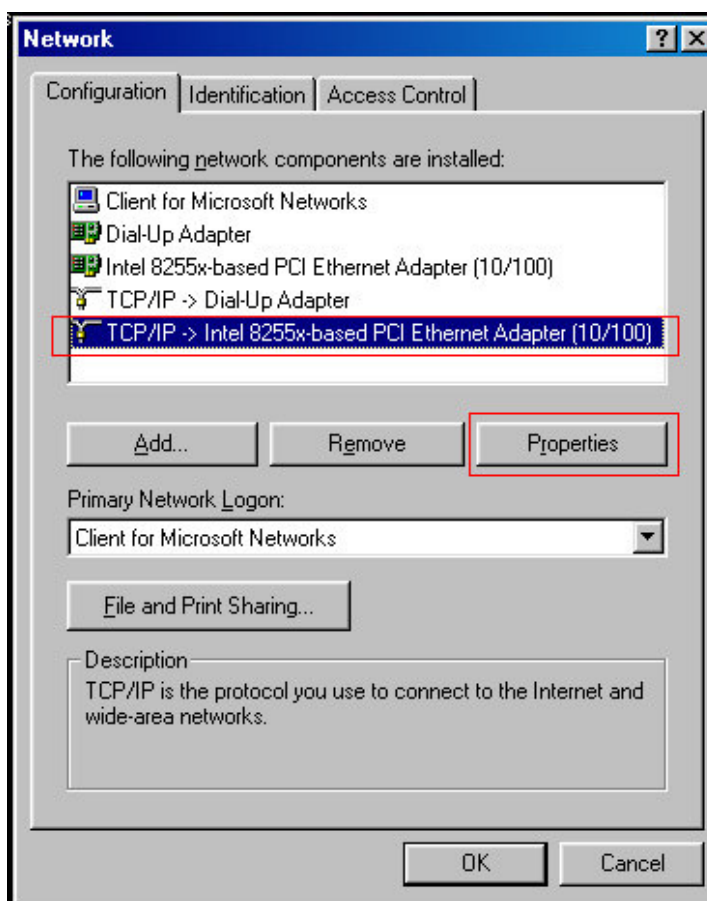 Network
Configuration Identification Access Control
The following network components are installed:
Client for Microsoft Networks
Dial-Up Adapter
Intel 8255x-based PCI Ethernet Adapter (10/100)
TCP/IP -> Dial-Up Adapter
TCP/IP -> Intel 8255x-based PCI Ethernet Adapter (10/100)
Add... Remove Properties
Primary Network Logon:
Client for Microsoft Networks
File and Print Sharing...
Description
TCP/IP is the protocol you use to connect to the Internet and
wide-area networks.
OK Cancel